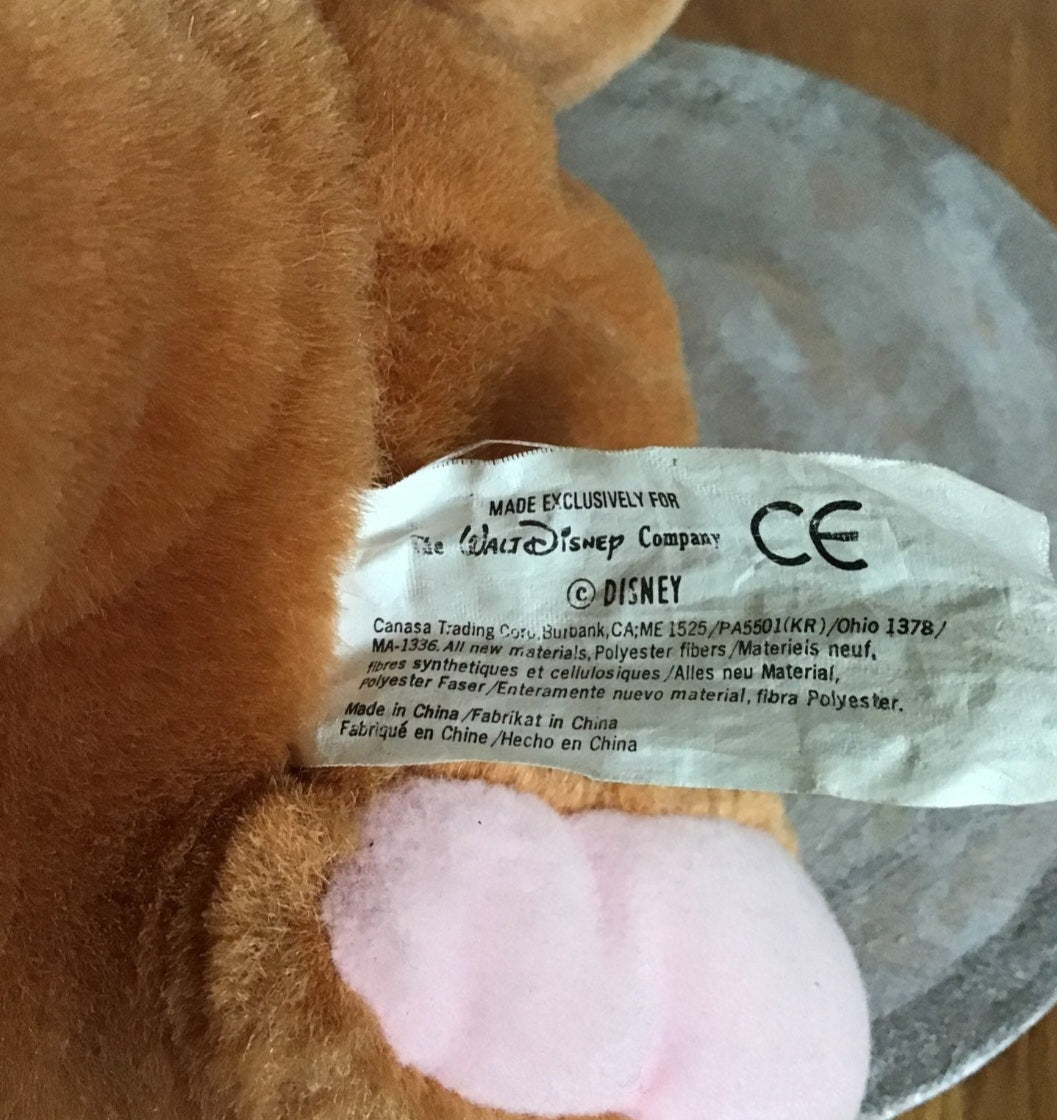 MADE EXCLUSIVELY FOR
The WALT DISNEY Company
CE
© DISNEY
Canasa Trading Corp. Burbank, CA; ME 1525/PA5501(KR)/Ohio 1378/
MA-1336. All new materials, Polyester fibers/Materiels neuf,
fibres synthetiques et cellulosiques/Alles neu Material,
Polyester Faser/Enteramente nuevo material, fibra Polyester.
Made in China/Fabrikat in China
Fabriqué en Chine/Hecho en China